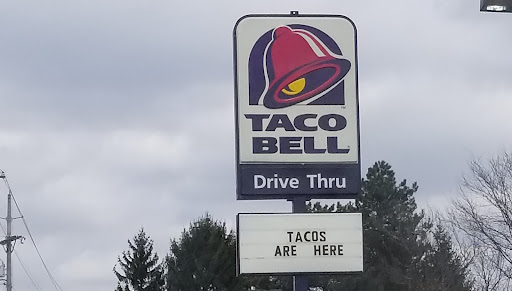 TACO
BELL
Drive Thru
TACOS
ARE HERE